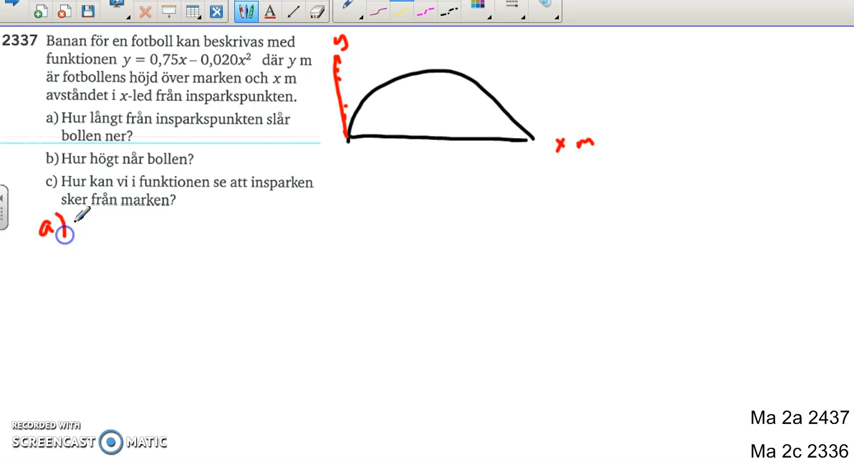 2337 Banan för en fotboll kan beskrivas med
funktionen y = 0,75x – 0,020x² där y m
är fotbollens höjd över marken och x m
avståndet i x-led från insparkspunkten.
a) Hur långt från insparkspunkten slår
bollen ner?
b) Hur högt når bollen?
c) Hur kan vi i funktionen se att insparken
sker från marken?
y
x m
a)
RECORDED WITH
SCREENCAST MATIC
Ma 2a 2437
Ma 2c 2336